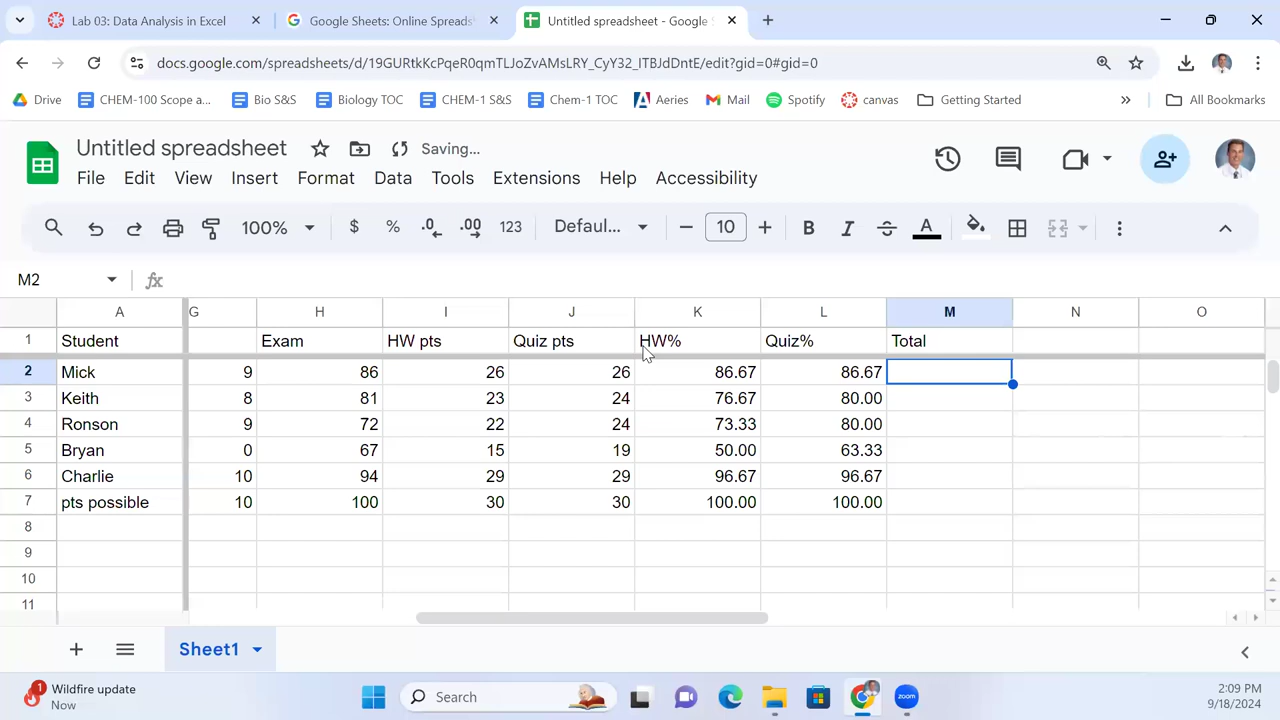 Lab 03: Data Analysis in Excel
Google Sheets: Online Spreads
Untitled spreadsheet - Google S
docs.google.com/spreadsheets/d/19GURtkKcPqeR0qmTLJoZvAMsLRY_CyY32_lTBJdDntE/edit?gid=0#gid=0
Drive CHEM-100 Scope a... Bio S&S Biology TOC CHEM-1 S&S Chem-1 TOC Aeries Mail Spotify canvas Getting Started » All Bookmarks
Untitled spreadsheet Saving...
File Edit View Insert Format Data Tools Extensions Help Accessibility
100% $ % .0 .00 123 Defaul... − 10 + B I S A
M2 fx
A G H I J K L M N O
1 Student Exam HW pts Quiz pts HW% Quiz% Total
2 Mick 9 86 26 26 86.67 86.67
3 Keith 8 81 23 24 76.67 80.00
4 Ronson 9 72 22 24 73.33 80.00
5 Bryan 0 67 15 19 50.00 63.33
6 Charlie 10 94 29 29 96.67 96.67
7 pts possible 10 100 30 30 100.00 100.00
8
9
10
11
Sheet1
1 Wildfire update
Now
Search
zoom
2:09 PM
9/18/2024